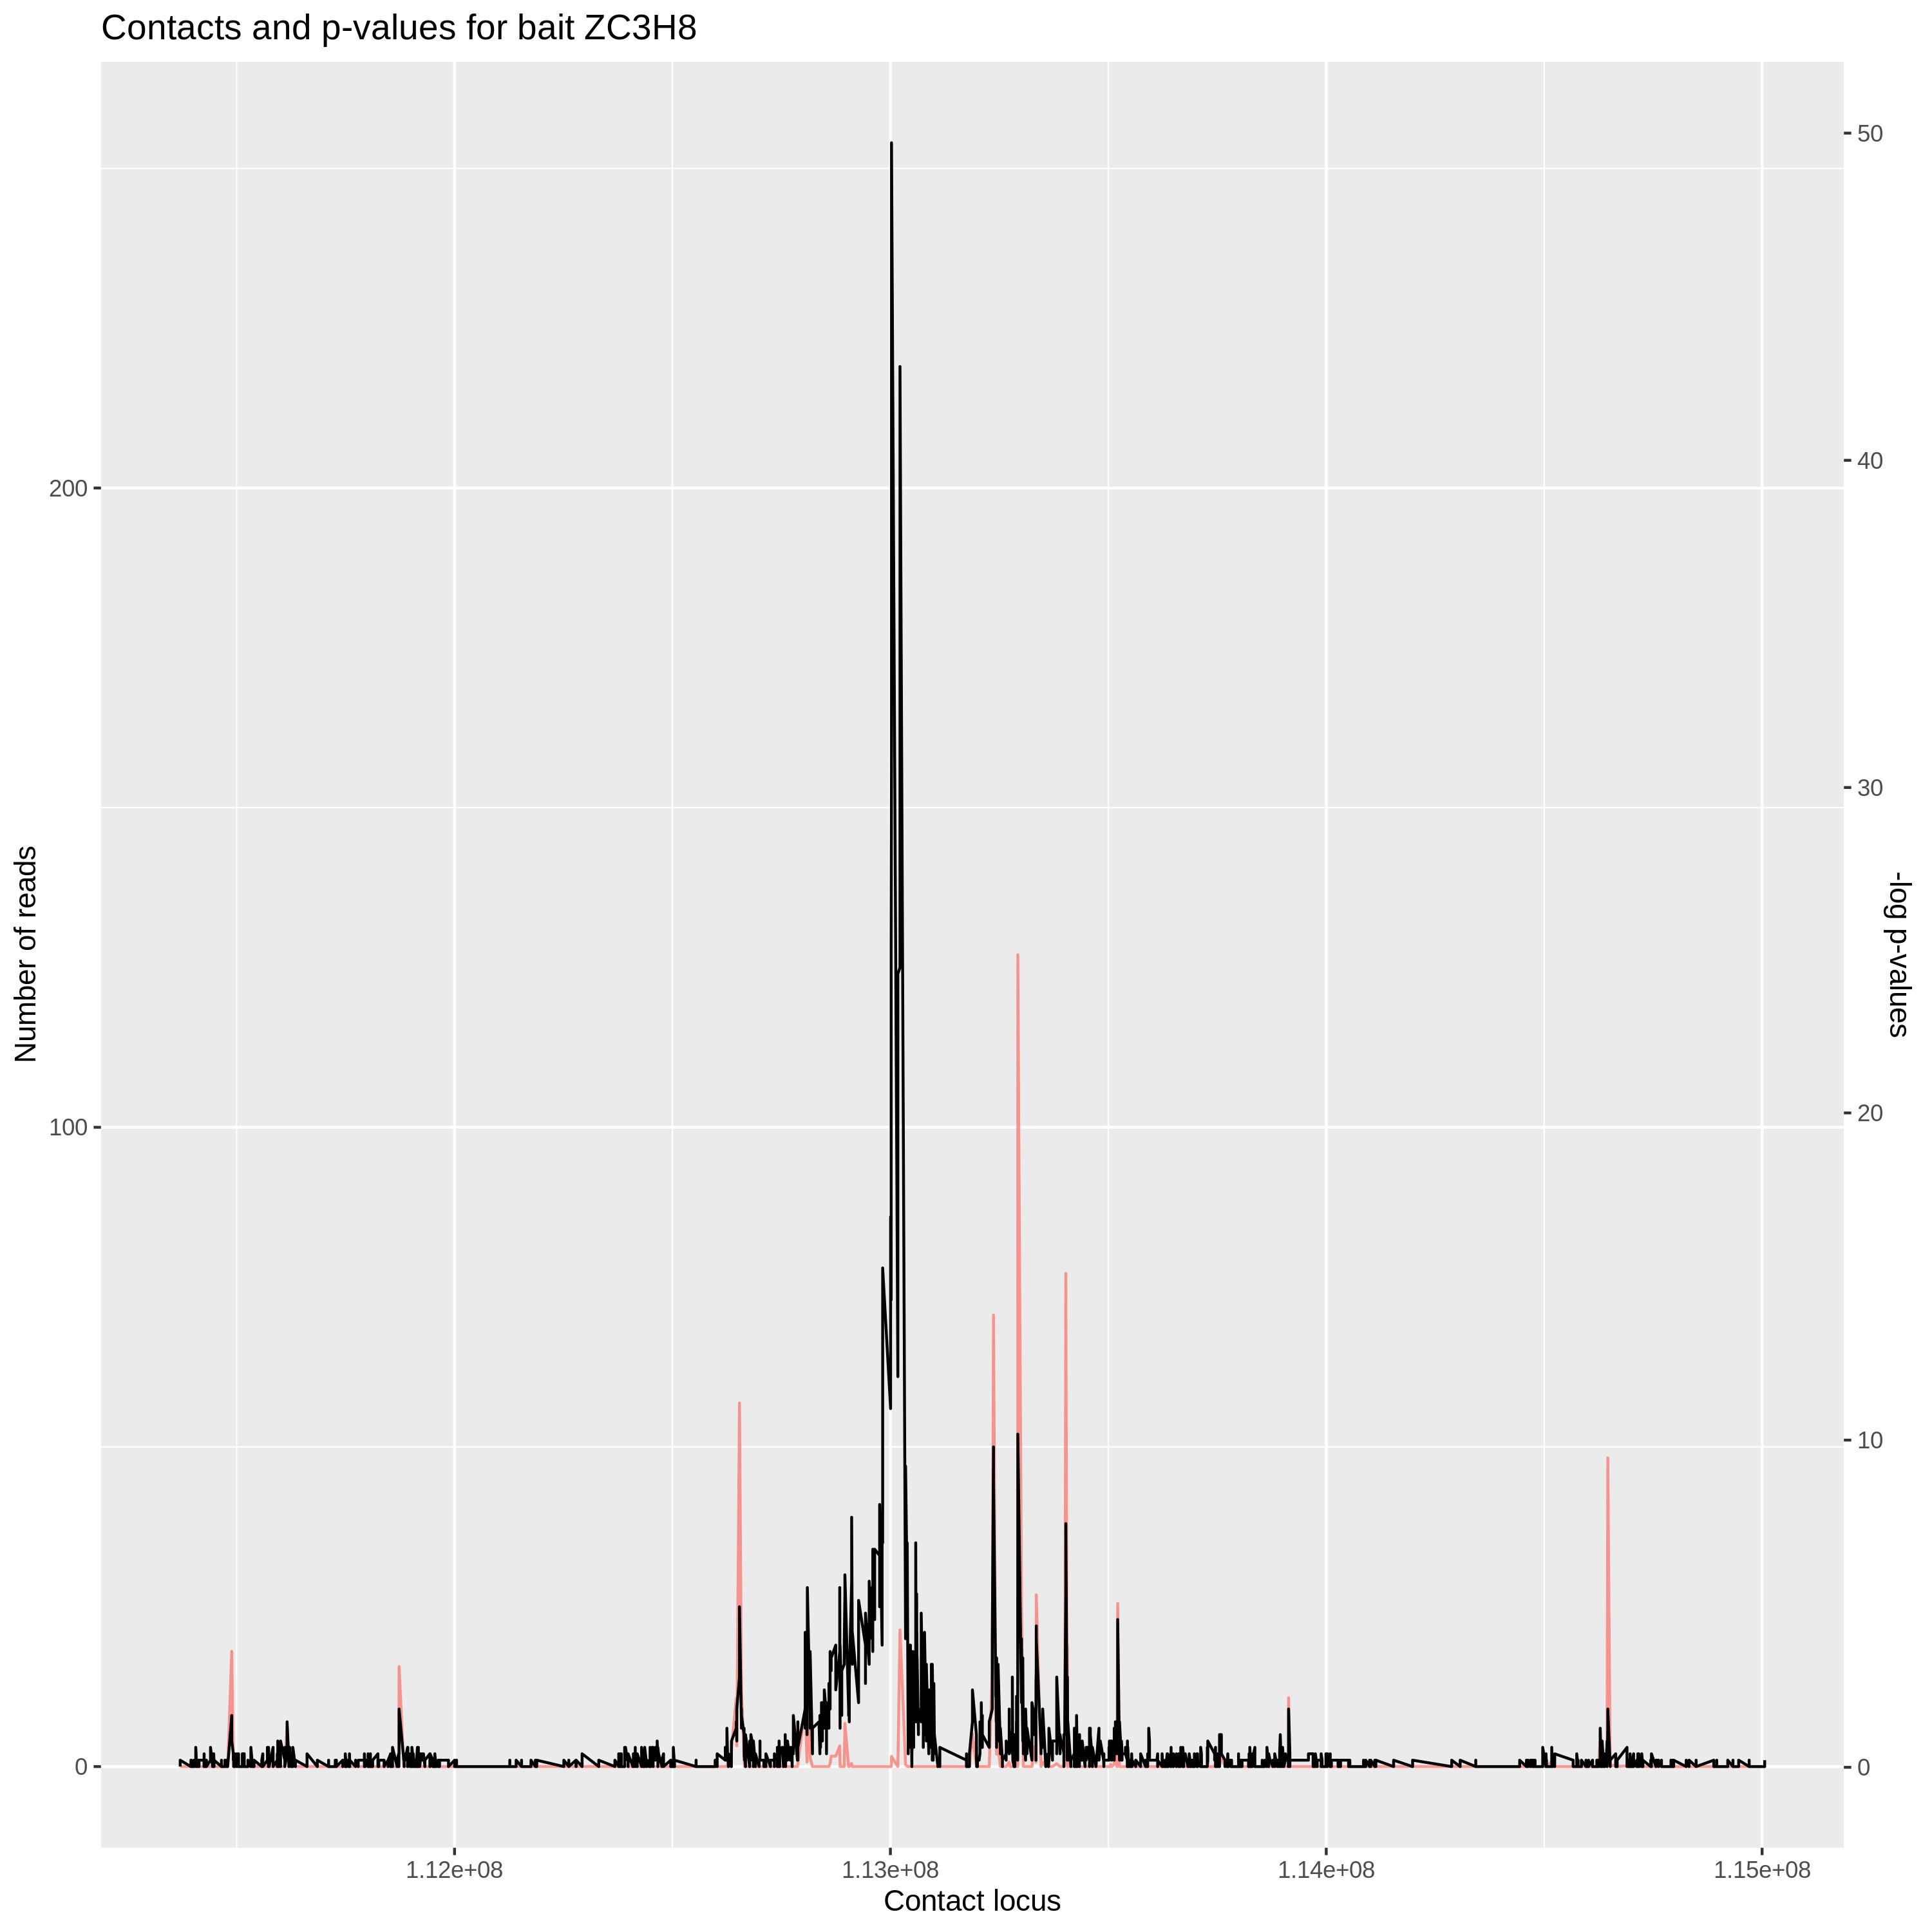 Contacts and p-values for bait ZC3H8
50
40
200
30
Number of reads
-log p-values
100
20
10
0
0
1.12e+08
1.13e+08
1.14e+08
1.15e+08
Contact locus